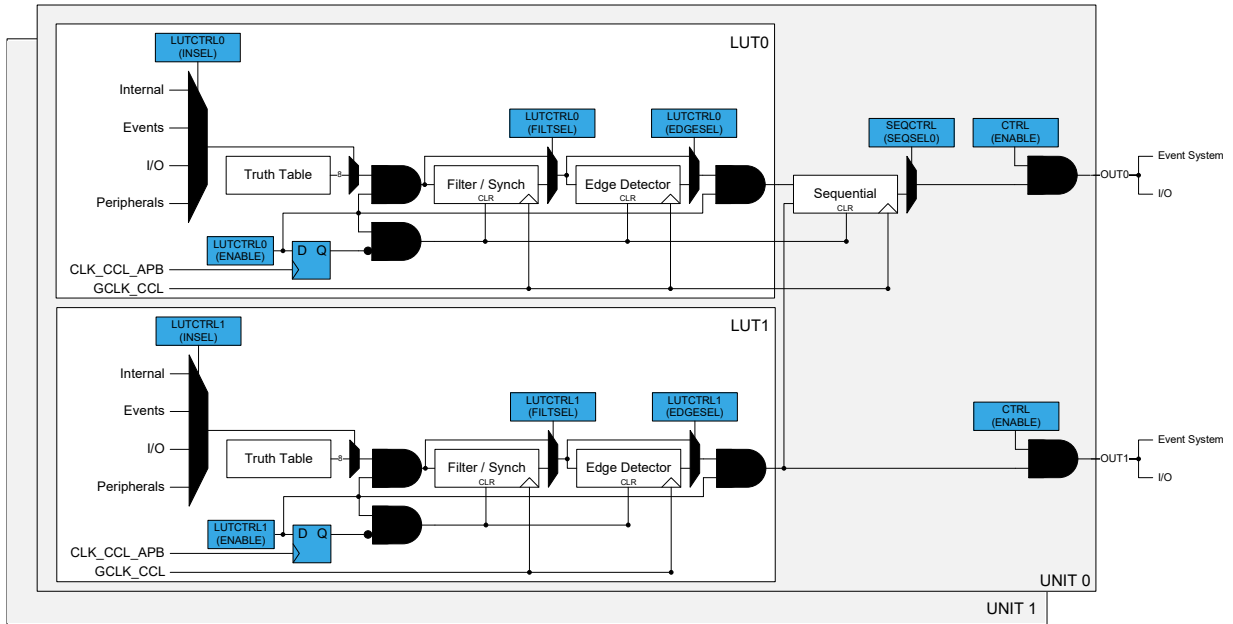 LUTCTRL0
(INSEL)
LUT0
Internal
Events
I/O
Peripherals
LUTCTRL0
(FILTSEL)
LUTCTRL0
(EDGESEL)
SEQCTRL
(SEQSEL0)
CTRL
(ENABLE)
Truth Table
8
Filter / Synch
CLR
Edge Detector
CLR
Sequential
CLR
OUT0
Event System
I/O
LUTCTRL0
(ENABLE)
D Q
CLK_CCL_APB
GCLK_CCL
LUTCTRL1
(INSEL)
LUT1
Internal
Events
I/O
Peripherals
LUTCTRL1
(FILTSEL)
LUTCTRL1
(EDGESEL)
CTRL
(ENABLE)
Truth Table
8
Filter / Synch
CLR
Edge Detector
CLR
OUT1
Event System
I/O
LUTCTRL1
(ENABLE)
D Q
CLK_CCL_APB
GCLK_CCL
UNIT 0
UNIT 1